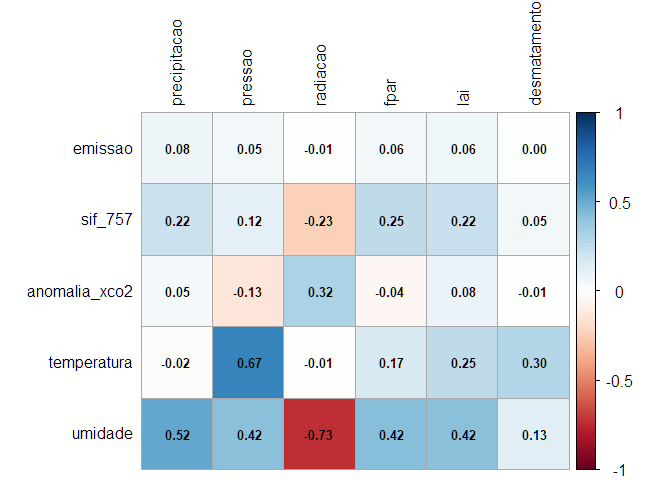 precipitacao pressao radiacao fpar lai desmatamento
emissao 0.08 0.05 -0.01 0.06 0.06 0.00
sif_757 0.22 0.12 -0.23 0.25 0.22 0.05
anomalia_xco2 0.05 -0.13 0.32 -0.04 0.08 -0.01
temperatura -0.02 0.67 -0.01 0.17 0.25 0.30
umidade 0.52 0.42 -0.73 0.42 0.42 0.13
1
0.5
0
-0.5
-1